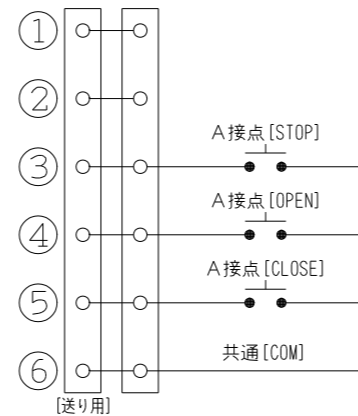 ①
②
A接点[STOP]
③
A接点[OPEN]
④
A接点[CLOSE]
⑤
共通[COM]
⑥
[送り用]